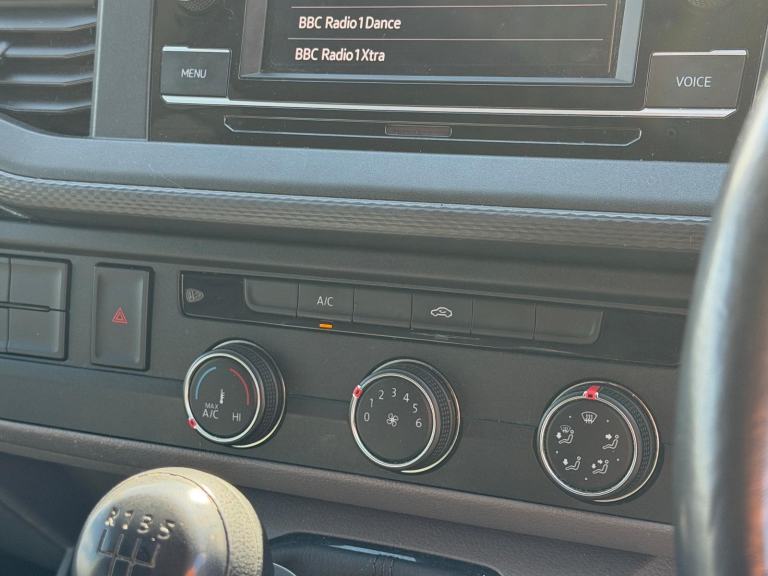 BBC Radio 1 Dance
BBC Radio 1 Xtra
MENU
VOICE
A/C
MAX
A/C
HI
0 1 2 3 4 5 6
R 1 3 5